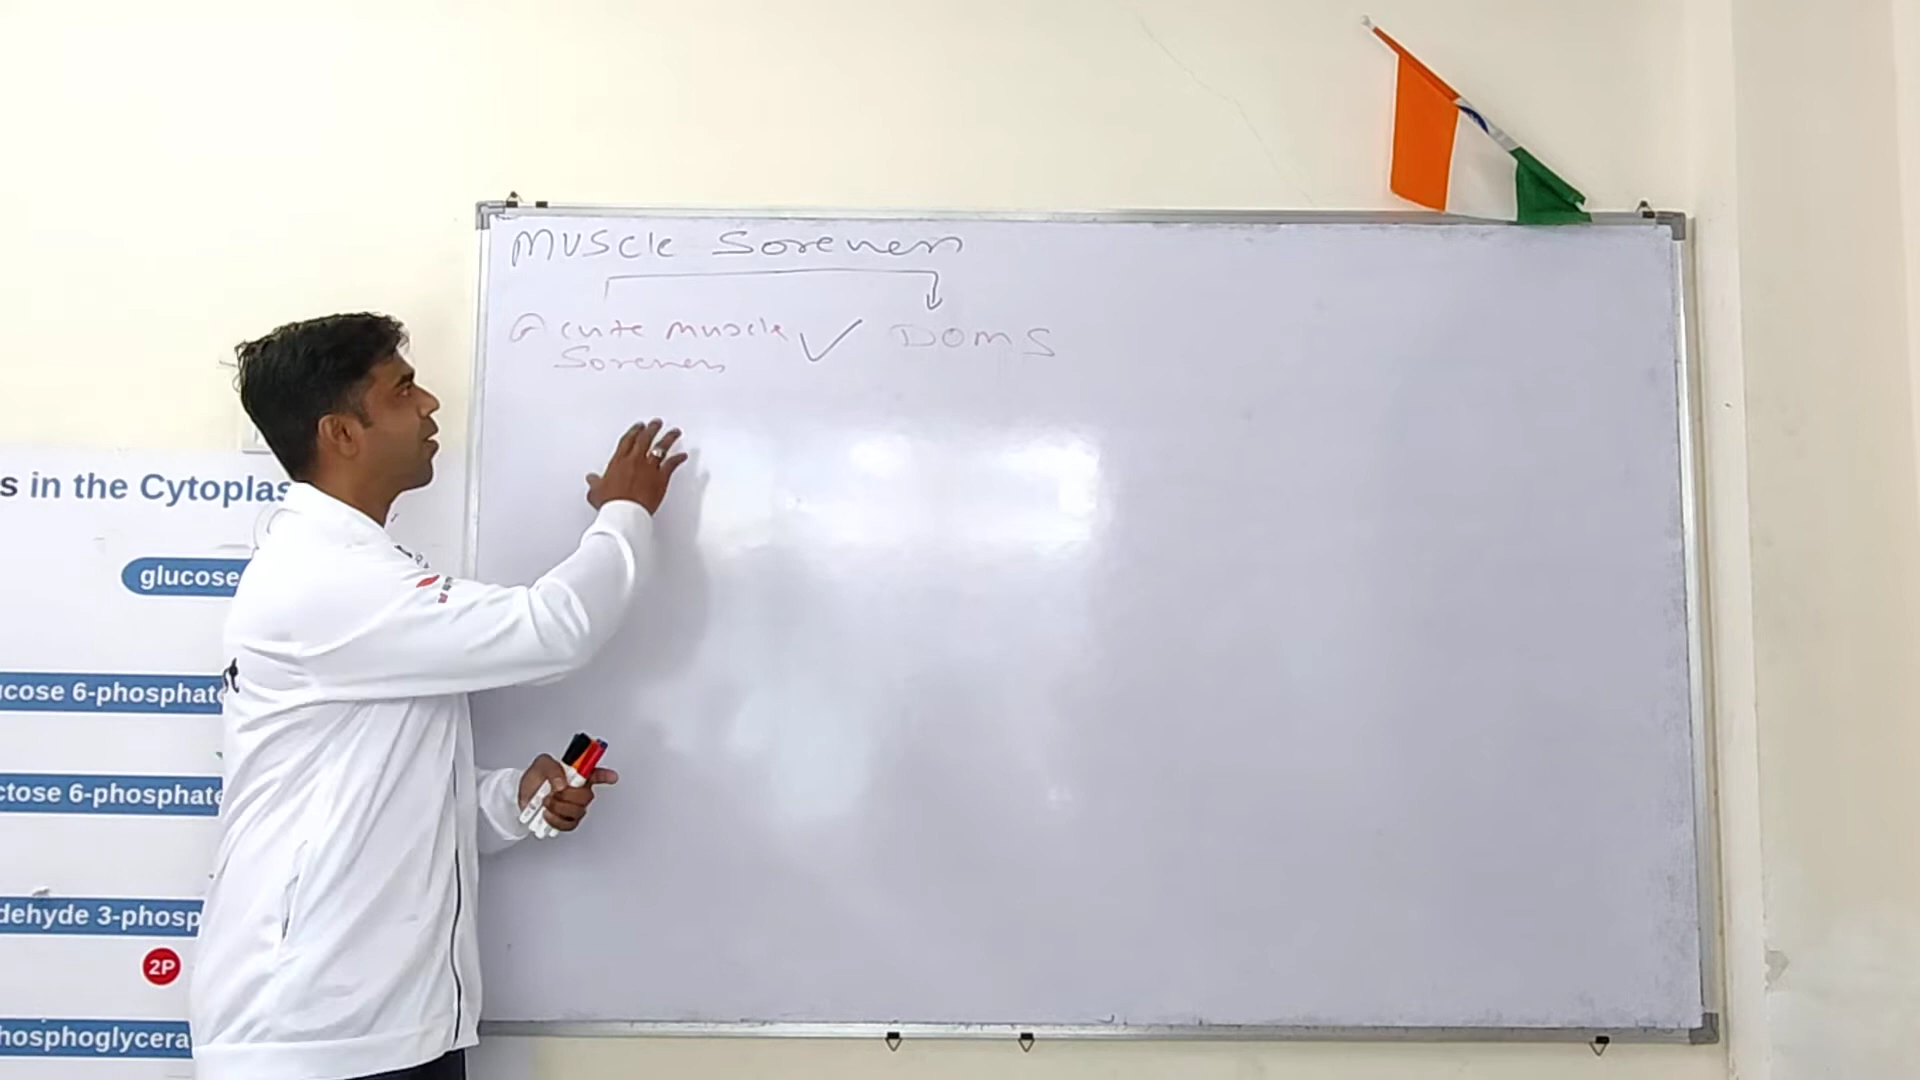 Muscle Soreness
Acute muscle
Soreness
DOMS
s in the Cytoplas
glucose
cose 6-phosphate
ctose 6-phosphate
dehyde 3-phosp
2P
hosphoglycera